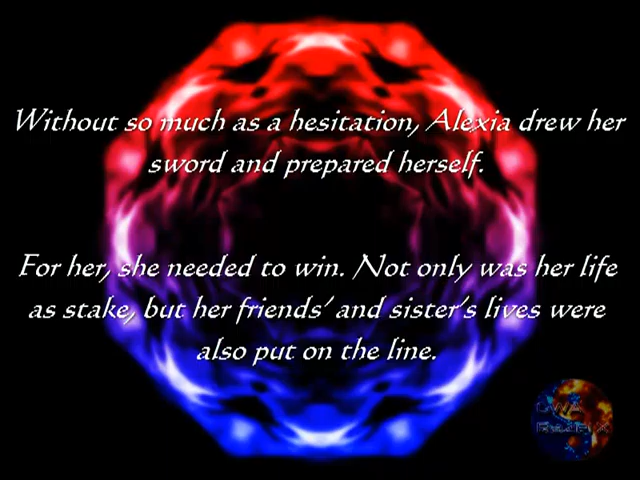 Without so much as a hesitation, Alexia drew her
sword and prepared herself.
For her, she needed to win. Not only was her life
as stake, but her friends' and sister's lives were
also put on the line.